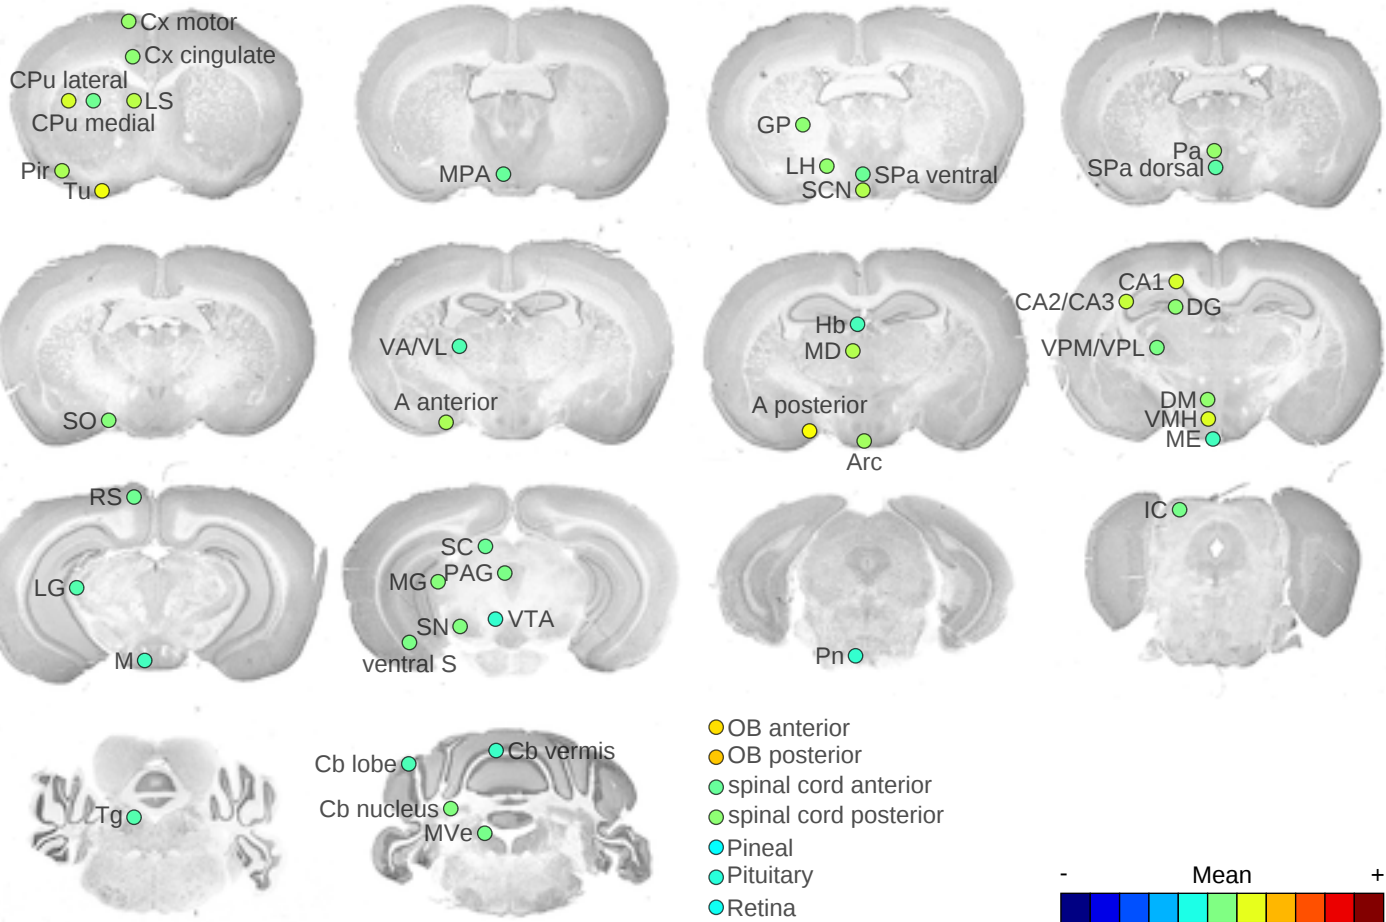 Cx motor
Cx cingulate
CPu lateral
LS
CPu medial
Pir
Tu
MPA
GP
LH
SPa ventral
SCN
Pa
SPa dorsal
SO
VA/VL
A anterior
Hb
MD
A posterior
Arc
CA1
CA2/CA3
DG
VPM/VPL
DM
VMH
ME
RS
LG
M
SC
MG
PAG
SN
VTA
ventral S
Pn
IC
Tg
Cb lobe
Cb vermis
Cb nucleus
MVe
OB anterior
OB posterior
spinal cord anterior
spinal cord posterior
Pineal
Pituitary
Retina
- Mean +